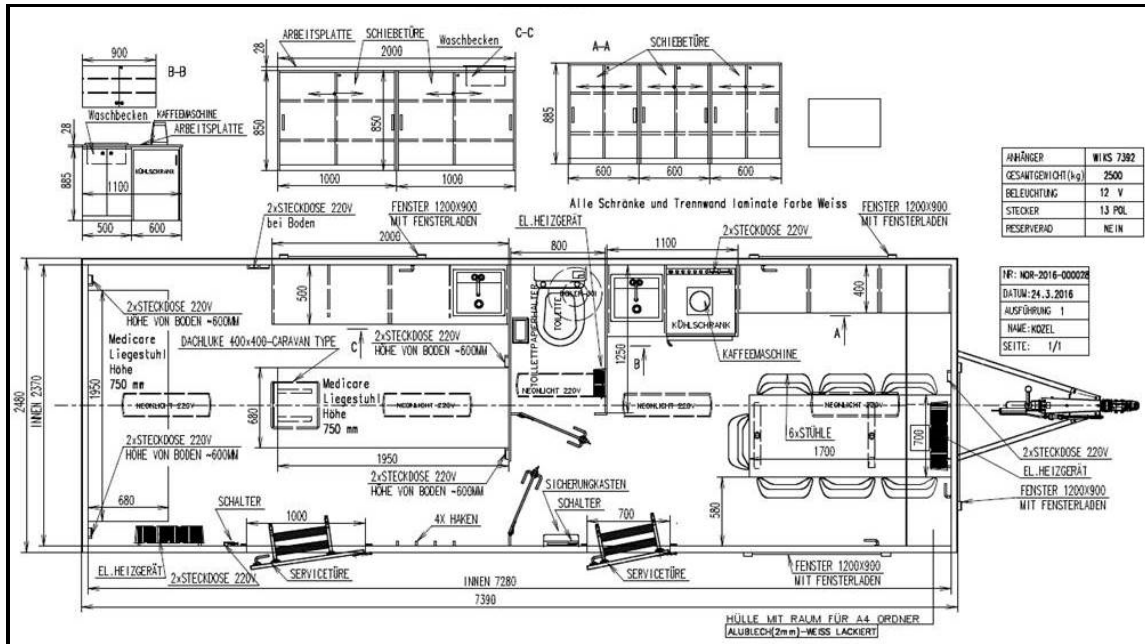 ARBEITSPLATTE
SCHIEBETÜRE
2000
Waschbecken
C-C
28
850
850
1000
1000
900
B-B
Waschbecken
KAFFEEMASCHINE
ARBEITSPLATTE
28
885
KÜHLSCHRANK
1100
500
600
A-A
SCHIEBETÜRE
885
600
600
600
Alle Schränke und Trennwand laminate Farbe Weiss
ANHÄNGER WIKS 7392
GESAMTGEWICHT(kg) 2500
BELEUCHTUNG 12 V
STECKER 13 POL
RESERVERAD NEIN
NR: NOR-2016-000028
DATUM:24.3.2016
AUSFÜHRUNG 1
NAME:KOZEL
SEITE: 1/1
2xSTECKDOSE 220V
bei Boden
FENSTER 1200X900
MIT FENSTERLADEN
2000
EL.HEIZGERÄT
800
2xSTECKDOSE 220V
1100
FENSTER 1200X900
MIT FENSTERLADEN
2480
INNEN 2370
1950
2xSTECKDOSE 220V
HÖHE VON BODEN ~600MM
Medicare
Liegestuhl
Höhe
750 mm
NEONLICHT 220V
2xSTECKDOSE 220V
HÖHE VON BODEN ~600MM
680
500
C
DACHLUKE 400x400-CARAVAN TYPE
2xSTECKDOSE 220V
HÖHE VON BODEN ~600MM
680
Medicare
Liegestuhl
Höhe
750 mm
NEONLICHT 220V
1950
2xSTECKDOSE 220V
HÖHE VON BODEN ~600MM
TOILETTPAPERHALTER
TOILETTE
NEONLICHT 220V
1250
B
KÜHLSCHRANK
KAFFEEMASCHINE
NEONLICHT 220V
400
A
6xSTÜHLE
1700
NEONLICHT 220V
700
580
2xSTECKDOSE 220V
EL.HEIZGERÄT
FENSTER 1200X900
MIT FENSTERLADEN
SCHALTER
1000
4X HAKEN
SICHERUNGKASTEN
SCHALTER
700
EL.HEIZGERÄT
2xSTECKDOSE 220V
SERVICETÜRE
SERVICETÜRE
FENSTER 1200X900
MIT FENSTERLADEN
INNEN 7280
7390
HÜLLE MIT RAUM FÜR A4 ORDNER
ALUBLECH(2mm)-WEISS LACKIERT